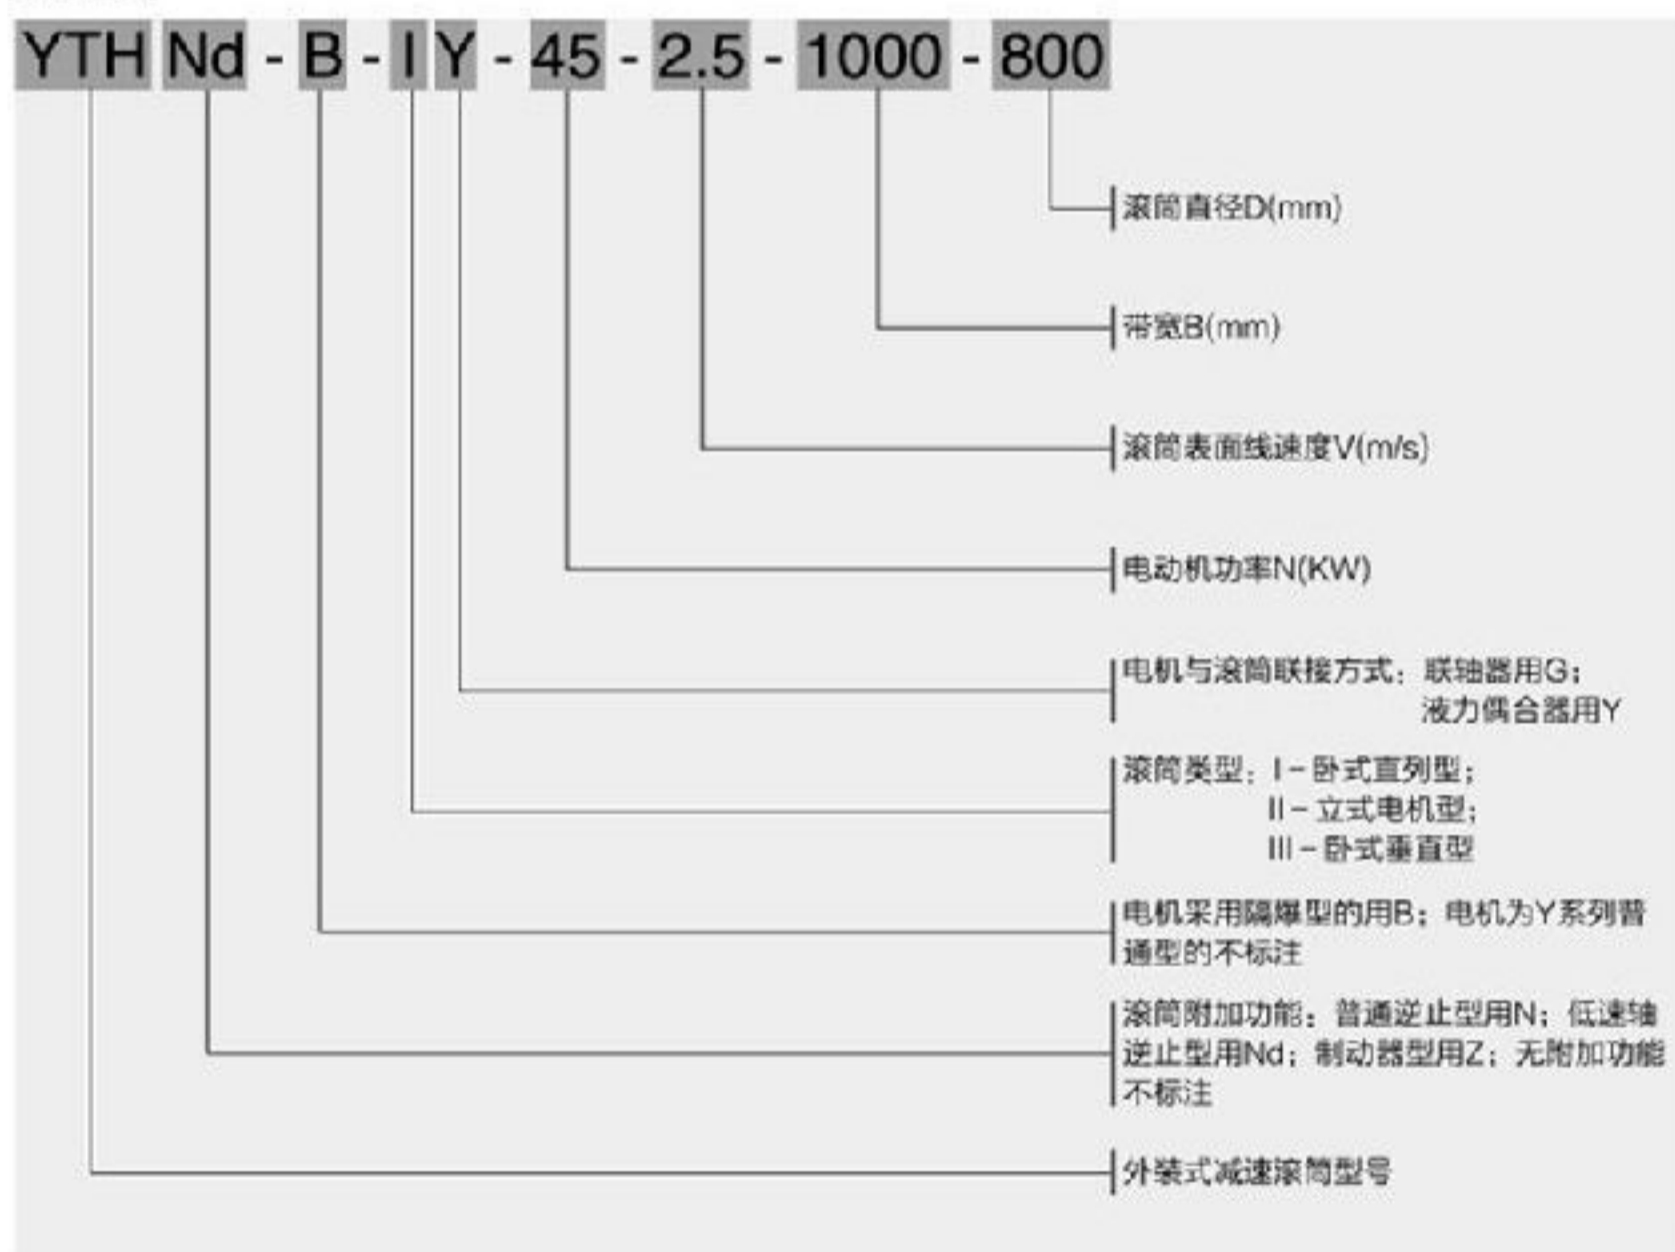 YTH Nd - B - I Y - 45 - 2.5 - 1000 - 800
滚筒直径D(mm)
带宽B(mm)
滚筒表面线速度V(m/s)
电动机功率N(KW)
电机与滚筒联接方式：联轴器用G；
液力偶合器用Y
滚筒类型：I－卧式直列型；
II－立式电机型；
III－卧式垂直型
电机采用隔爆型的用B；电机为Y系列普
通型的不标注
滚筒附加功能：普通逆止型用N；低速轴
逆止型用Nd；制动器型用Z；无附加功能
不标注
外装式减速滚筒型号